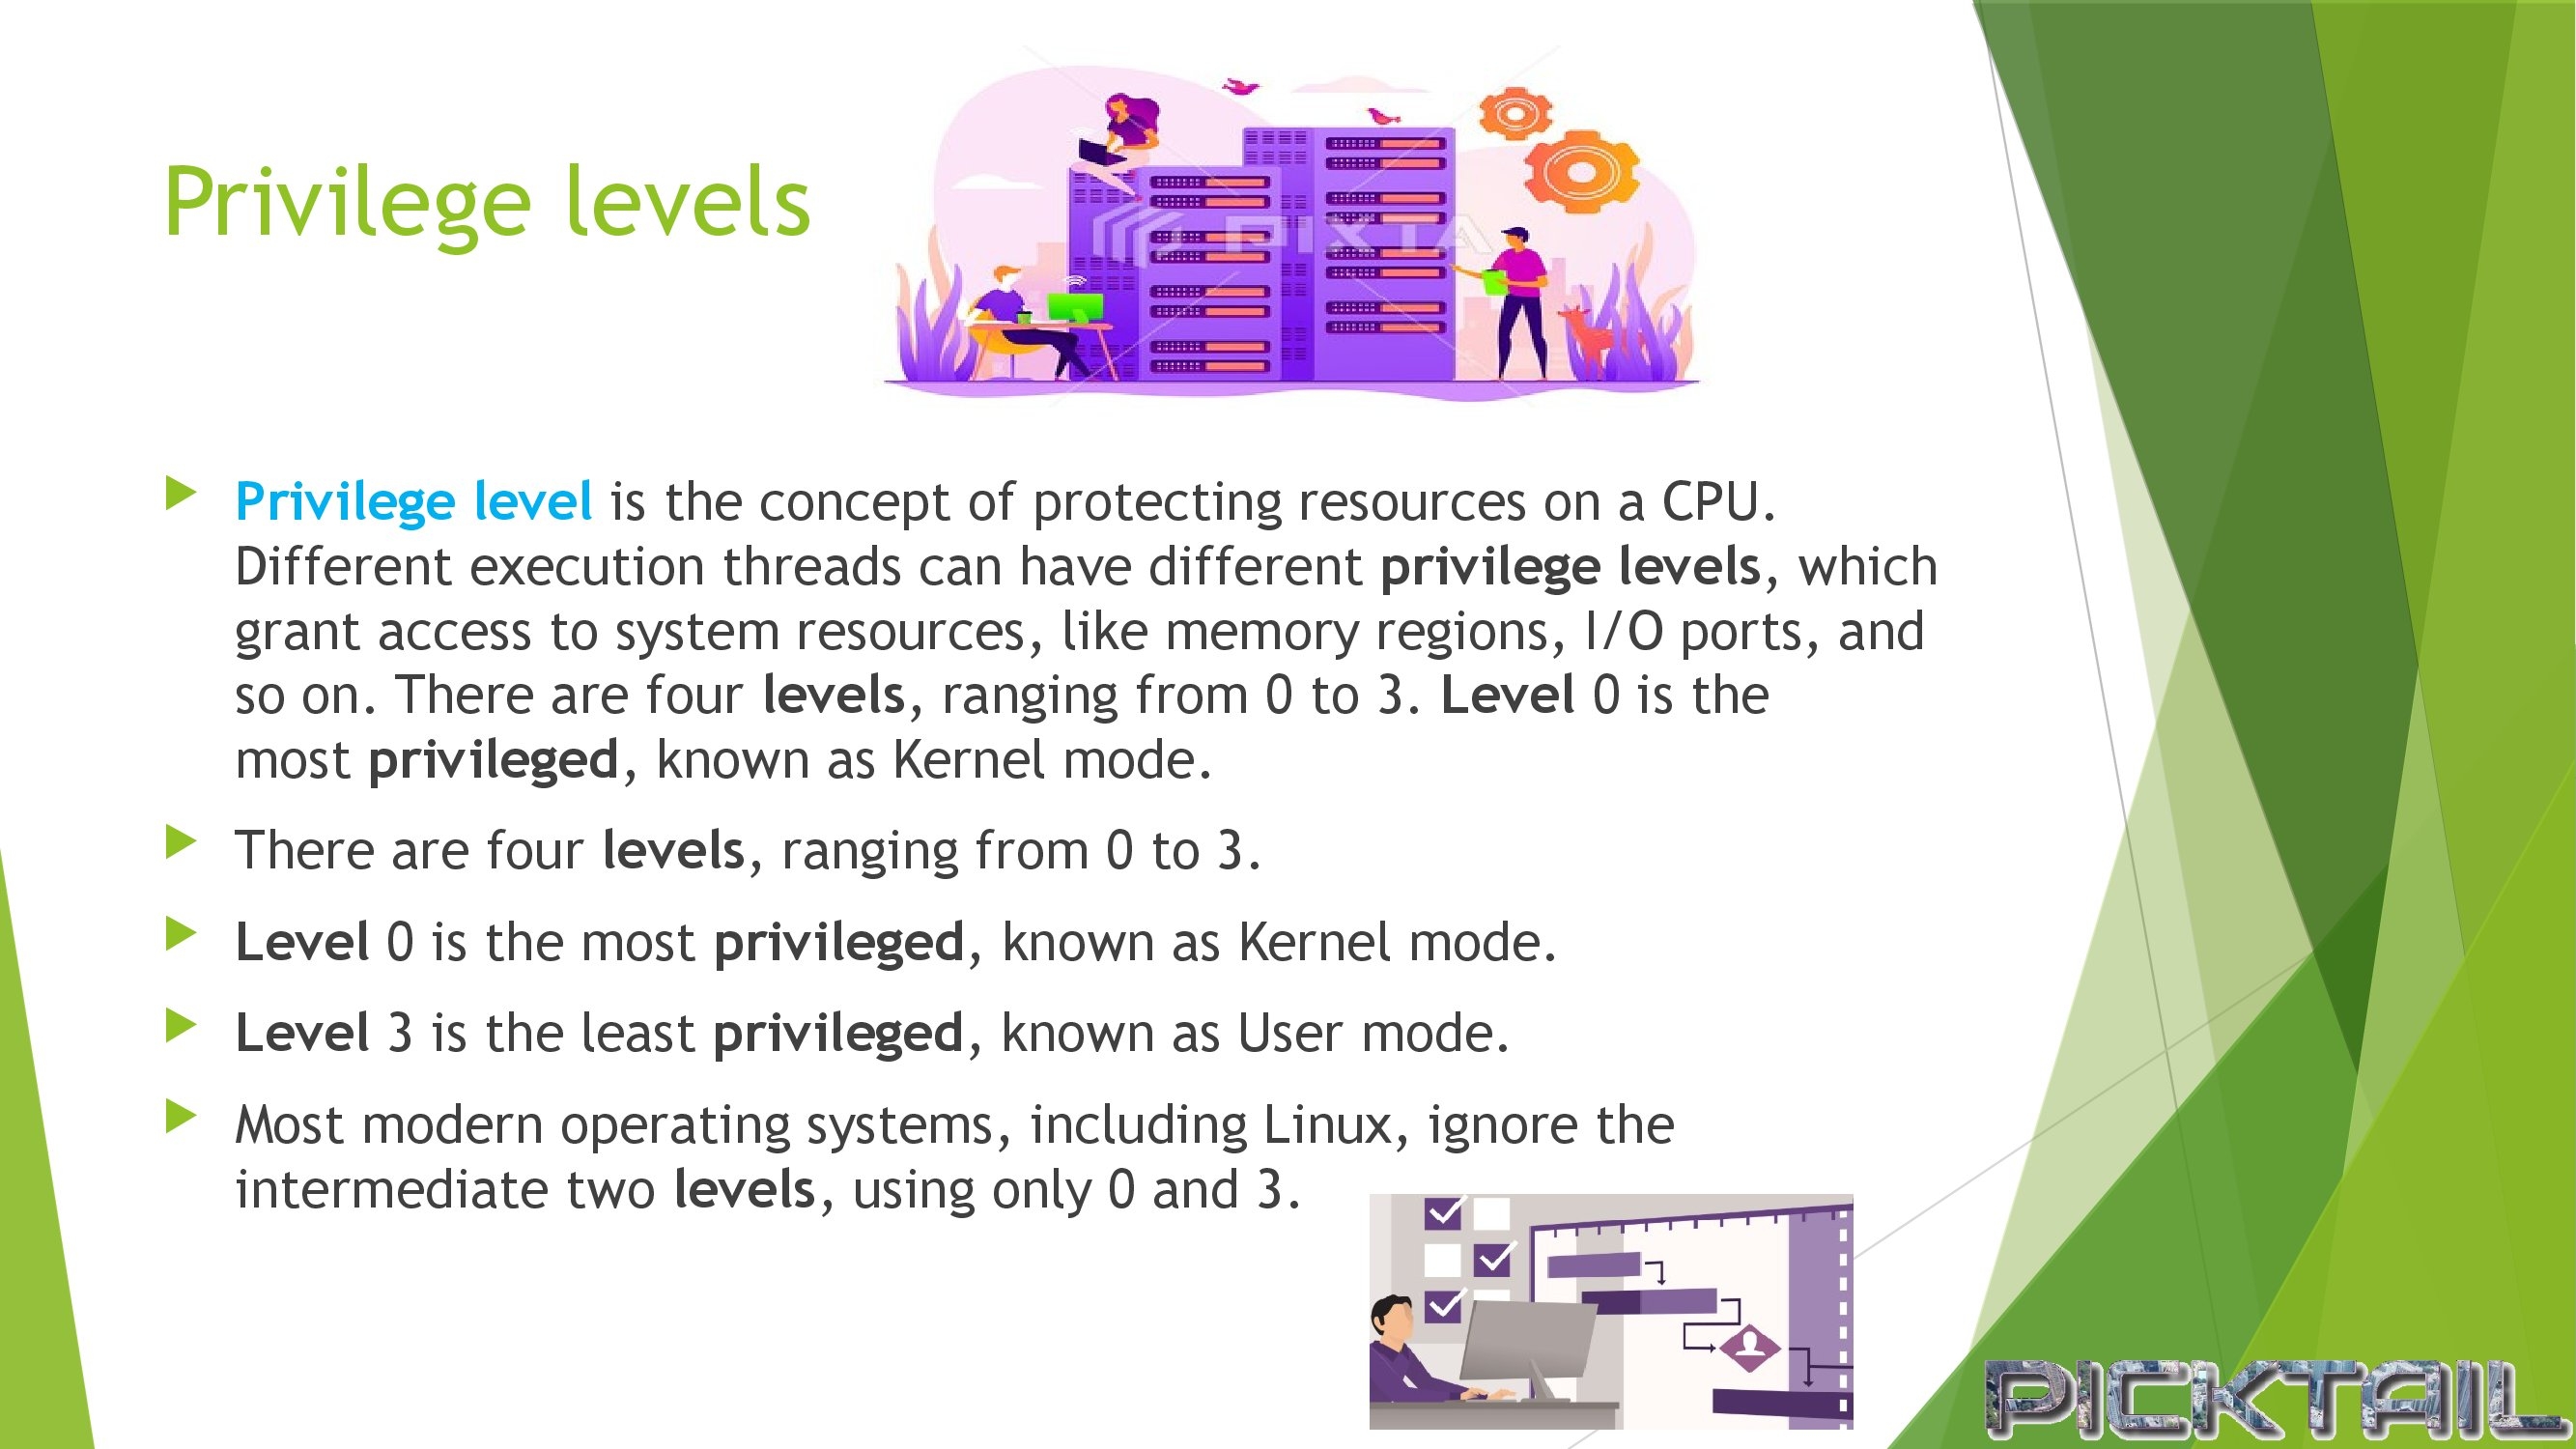 Privilege levels
PIXTA
Privilege level is the concept of protecting resources on a CPU.
Different execution threads can have different privilege levels, which
grant access to system resources, like memory regions, I/O ports, and
so on. There are four levels, ranging from 0 to 3. Level 0 is the
most privileged, known as Kernel mode.
There are four levels, ranging from 0 to 3.
Level 0 is the most privileged, known as Kernel mode.
Level 3 is the least privileged, known as User mode.
Most modern operating systems, including Linux, ignore the
intermediate two levels, using only 0 and 3.
PICKTAIL